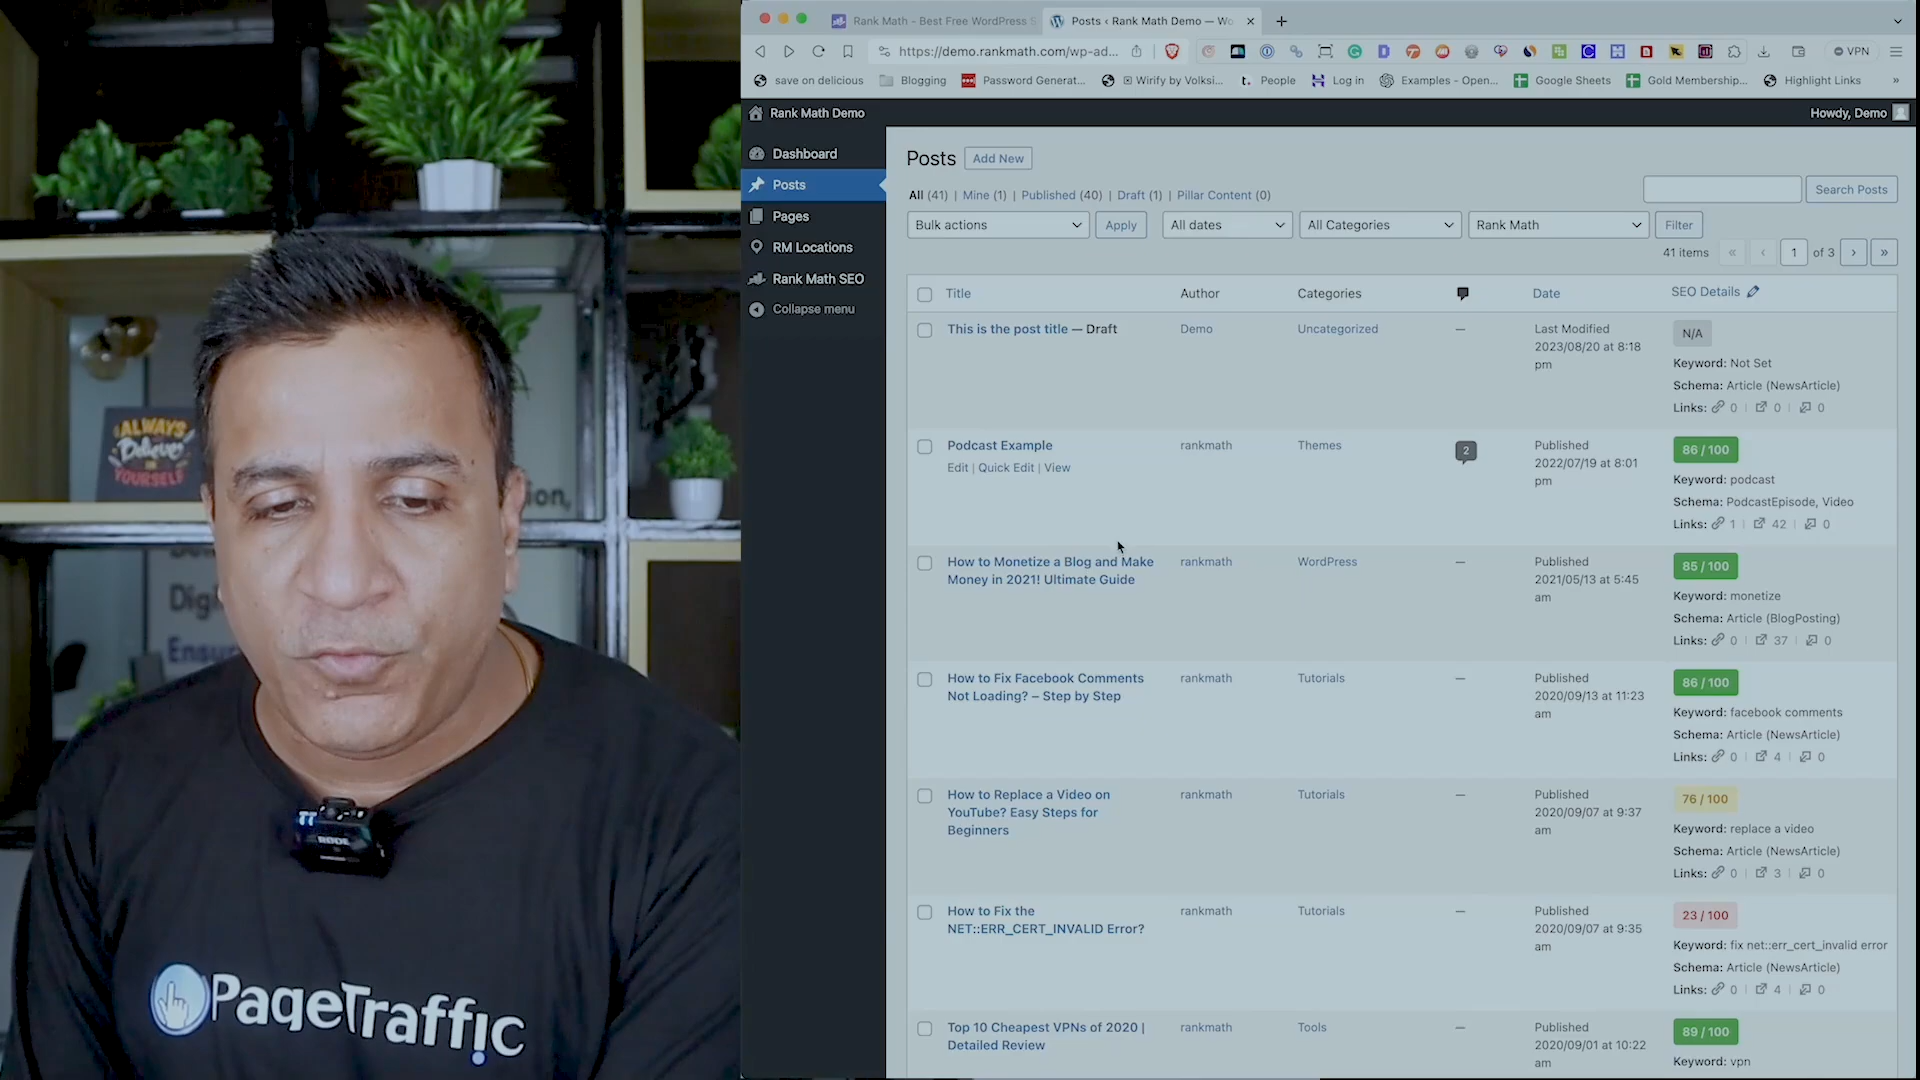 Rank Math - Best Free WordPress S
Posts ‹ Rank Math Demo — Wo
https://demo.rankmath.com/wp-ad...
VPN
save on delicious
Blogging
Password Generat...
Wirify by Volksi...
People
Log in
Examples - Open...
Google Sheets
Gold Membership...
Highlight Links
»
Rank Math Demo
Howdy, Demo
Dashboard
Posts
Pages
RM Locations
Rank Math SEO
Collapse menu
Posts
Add New
All (41) | Mine (1) | Published (40) | Draft (1) | Pillar Content (0)
Search Posts
Bulk actions
Apply
All dates
All Categories
Rank Math
Filter
41 items « ‹ 1 of 3 › »
Title Author Categories Date SEO Details
This is the post title — Draft
Demo
Uncategorized
—
Last Modified
2023/08/20 at 8:18
pm
N/A
Keyword: Not Set
Schema: Article (NewsArticle)
Links: 0 | 0 | 0
Podcast Example
Edit | Quick Edit | View
rankmath
Themes
2
Published
2022/07/19 at 8:01
pm
86 / 100
Keyword: podcast
Schema: PodcastEpisode, Video
Links: 1 | 42 | 0
How to Monetize a Blog and Make
Money in 2021! Ultimate Guide
rankmath
WordPress
—
Published
2021/05/13 at 5:45
am
85 / 100
Keyword: monetize
Schema: Article (BlogPosting)
Links: 0 | 37 | 0
How to Fix Facebook Comments
Not Loading? – Step by Step
rankmath
Tutorials
—
Published
2020/09/13 at 11:23
am
86 / 100
Keyword: facebook comments
Schema: Article (NewsArticle)
Links: 0 | 4 | 0
How to Replace a Video on
YouTube? Easy Steps for
Beginners
rankmath
Tutorials
—
Published
2020/09/07 at 9:37
am
76 / 100
Keyword: replace a video
Schema: Article (NewsArticle)
Links: 0 | 3 | 0
How to Fix the
NET::ERR_CERT_INVALID Error?
rankmath
Tutorials
—
Published
2020/09/07 at 9:35
am
23 / 100
Keyword: fix net::err_cert_invalid error
Schema: Article (NewsArticle)
Links: 0 | 4 | 0
Top 10 Cheapest VPNs of 2020 |
Detailed Review
rankmath
Tools
—
Published
2020/09/01 at 10:22
am
89 / 100
Keyword: vpn
ALWAYS
Believe
IN
YOURSELF
ion,
Digi
Ensur
RØDE
PageTraffic